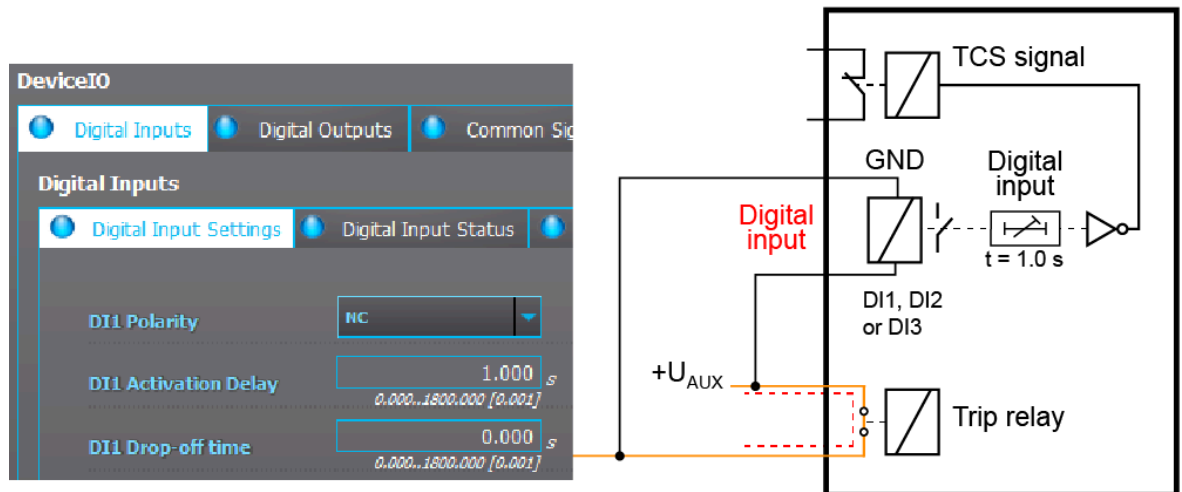 DeviceIO
Digital Inputs
Digital Outputs
Common Sig
Digital Inputs
Digital Input Settings
Digital Input Status
DI1 Polarity
NC
DI1 Activation Delay
1.000 s
0.000..1800.000 [0.001]
DI1 Drop-off time
0.000 s
0.000..1800.000 [0.001]
TCS signal
GND
Digital
input
Digital
input
t = 1.0 s
DI1, DI2
or DI3
+UAUX
Trip relay